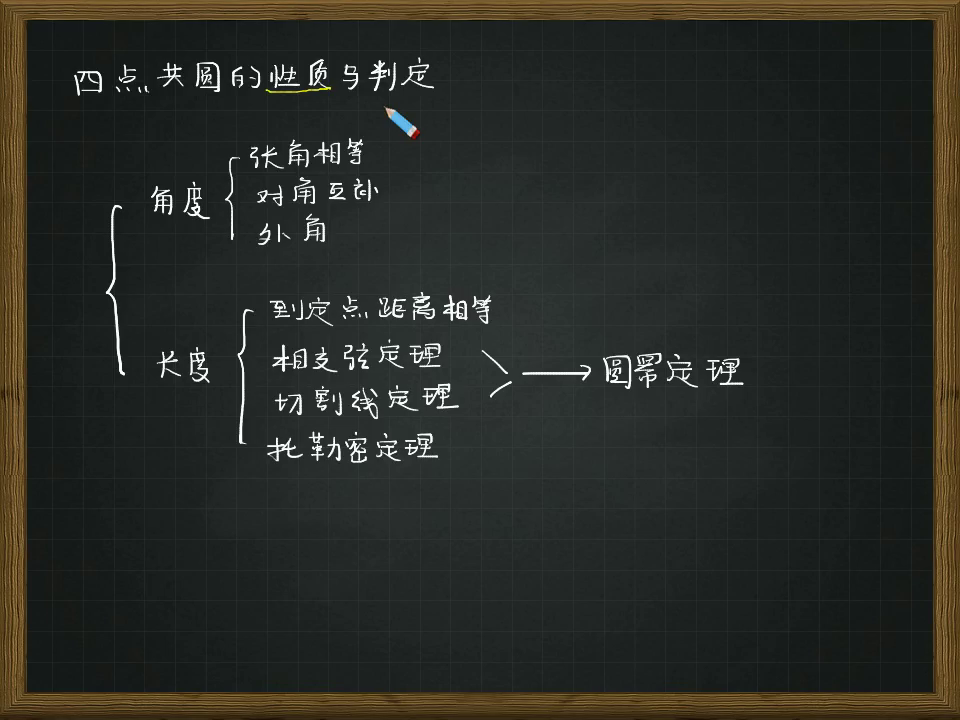 四点共圆的性质与判定
角度
张角相等
对角互补
外角
长度
到定点距离相等
相交弦定理
切割线定理
托勒密定理
圆幂定理